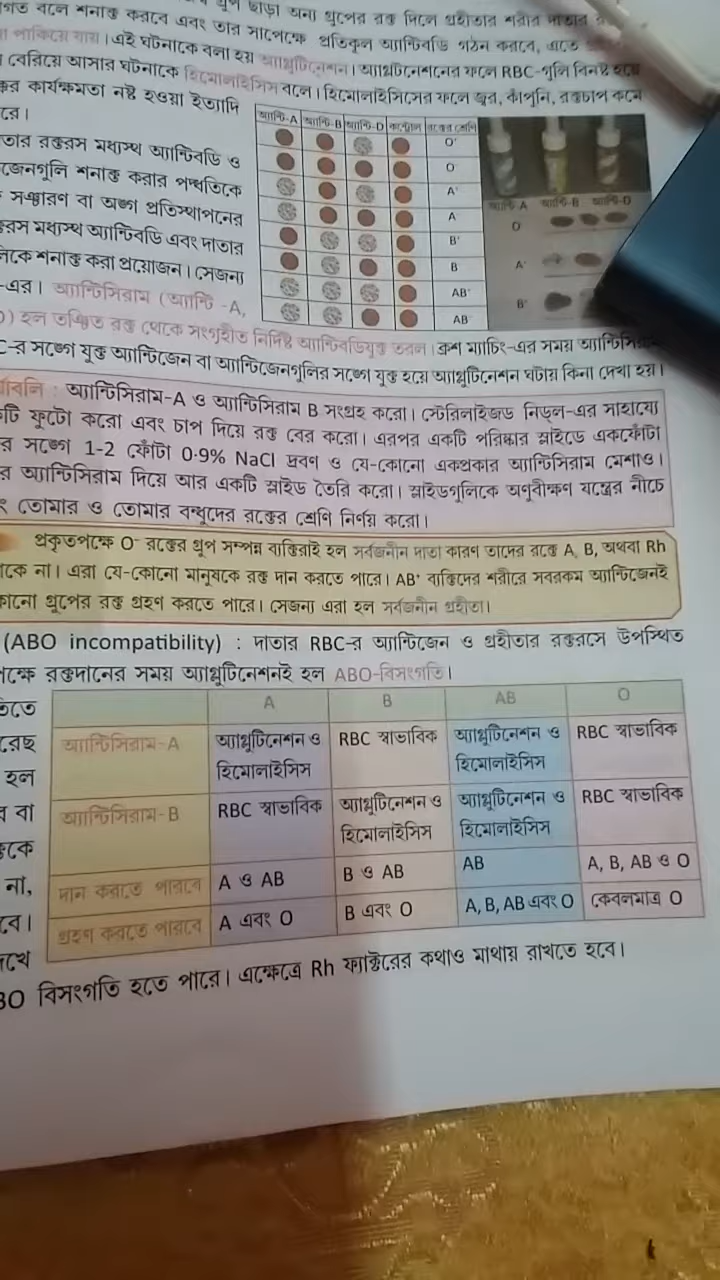 গণিত বলে শনাক্ত করবে এবং তার সাপেক্ষে প্রতিকূল অ্যান্টিবডি গঠন করবে, এতে
পাকিয়ে যায়। এই ঘটনাকে বলা হয় অ্যাগ্লুটিনেশন। অ্যাগ্লুটিনেশনের ফলে RBC-গুলি বিনষ্ট হয়ে
বেরিয়ে আসার ঘটনাকে হিমোলাইসিস বলে। হিমোলাইসিসের ফলে জ্বর, কাঁপুনি, রক্তচাপ কমে
কার্যক্ষমতা নষ্ট হওয়া ইত্যাদি
রে।
তার রক্তরস মধ্যস্থ অ্যান্টিবডি ও
জেনগুলি শনাক্ত করার পদ্ধতিকে
সঞ্চারণ বা অঙ্গ প্রতিস্থাপনের
রস মধ্যস্থ অ্যান্টিবডি এবং দাতার
নিকে শনাক্ত করা প্রয়োজন। সেজন্য
-এর। অ্যান্টিসিরাম (অ্যান্টি -A,
অ্যান্টি-A অ্যান্টি-B অ্যান্টি-D কন্ট্রোল রক্তের শ্রেণি
O⁻
O
A⁻
A
B⁻
B
AB⁻
AB
অ্যান্টি-A অ্যান্টি-B অ্যান্টি-D
O
A⁻
B⁻
) হল তঞ্চিত রক্ত থেকে সংগৃহীত নির্দিষ্ট অ্যান্টিবডিযুক্ত তরল। ক্রশ ম্যাচিং-এর সময় অ্যান্টিসিরা
C-র সঙ্গে যুক্ত অ্যান্টিজেন বা অ্যান্টিজেনগুলির সঙ্গে যুক্ত হয়ে অ্যাগ্লুটিনেশন ঘটায় কিনা দেখা হয়।
র্যাবলি : অ্যান্টিসিরাম-A ও অ্যান্টিসিরাম B সংগ্রহ করো। স্টেরিলাইজড নিড্‌ল-এর সাহায্যে
টি ফুটো করো এবং চাপ দিয়ে রক্ত বের করো। এরপর একটি পরিষ্কার স্লাইডে একফোঁটা
র সঙ্গে 1-2 ফোঁটা 0·9% NaCl দ্রবণ ও যে-কোনো একপ্রকার অ্যান্টিসিরাম মেশাও।
র অ্যান্টিসিরাম দিয়ে আর একটি স্লাইড তৈরি করো। স্লাইডগুলিকে অণুবীক্ষণ যন্ত্রের নীচে
ং তোমার ও তোমার বন্ধুদের রক্তের শ্রেণি নির্ণয় করো।
প্রকৃতপক্ষে O⁻ রক্তের গ্রুপ সম্পন্ন ব্যক্তিরাই হল সর্বজনীন দাতা কারণ তাদের রক্তে A, B, অথবা Rh
াকে না। এরা যে-কোনো মানুষকে রক্ত দান করতে পারে। AB⁺ ব্যক্তিদের শরীরে সবরকম অ্যান্টিজেনই
কোনো গ্রুপের রক্ত গ্রহণ করতে পারে। সেজন্য এরা হল সর্বজনীন গ্রহীতা।
(ABO incompatibility) : দাতার RBC-র অ্যান্টিজেন ও গ্রহীতার রক্তরসে উপস্থিত
পক্ষে রক্তদানের সময় অ্যাগ্লুটিনেশনই হল ABO-বিসংগতি।
তিতে
রেছ
হল
বা
কে
না,
বে।
খে
A B AB O
অ্যান্টিসিরাম-A অ্যাগ্লুটিনেশন ও হিমোলাইসিস RBC স্বাভাবিক অ্যাগ্লুটিনেশন ও হিমোলাইসিস RBC স্বাভাবিক
অ্যান্টিসিরাম-B RBC স্বাভাবিক অ্যাগ্লুটিনেশন ও হিমোলাইসিস অ্যাগ্লুটিনেশন ও হিমোলাইসিস RBC স্বাভাবিক
দান করতে পারবে A ও AB B ও AB AB A, B, AB ও O
গ্রহণ করতে পারবে A এবং O B এবং O A, B, AB এবং O কেবলমাত্র O
BO বিসংগতি হতে পারে। এক্ষেত্রে Rh ফ্যাক্টরের কথাও মাথায় রাখতে হবে।